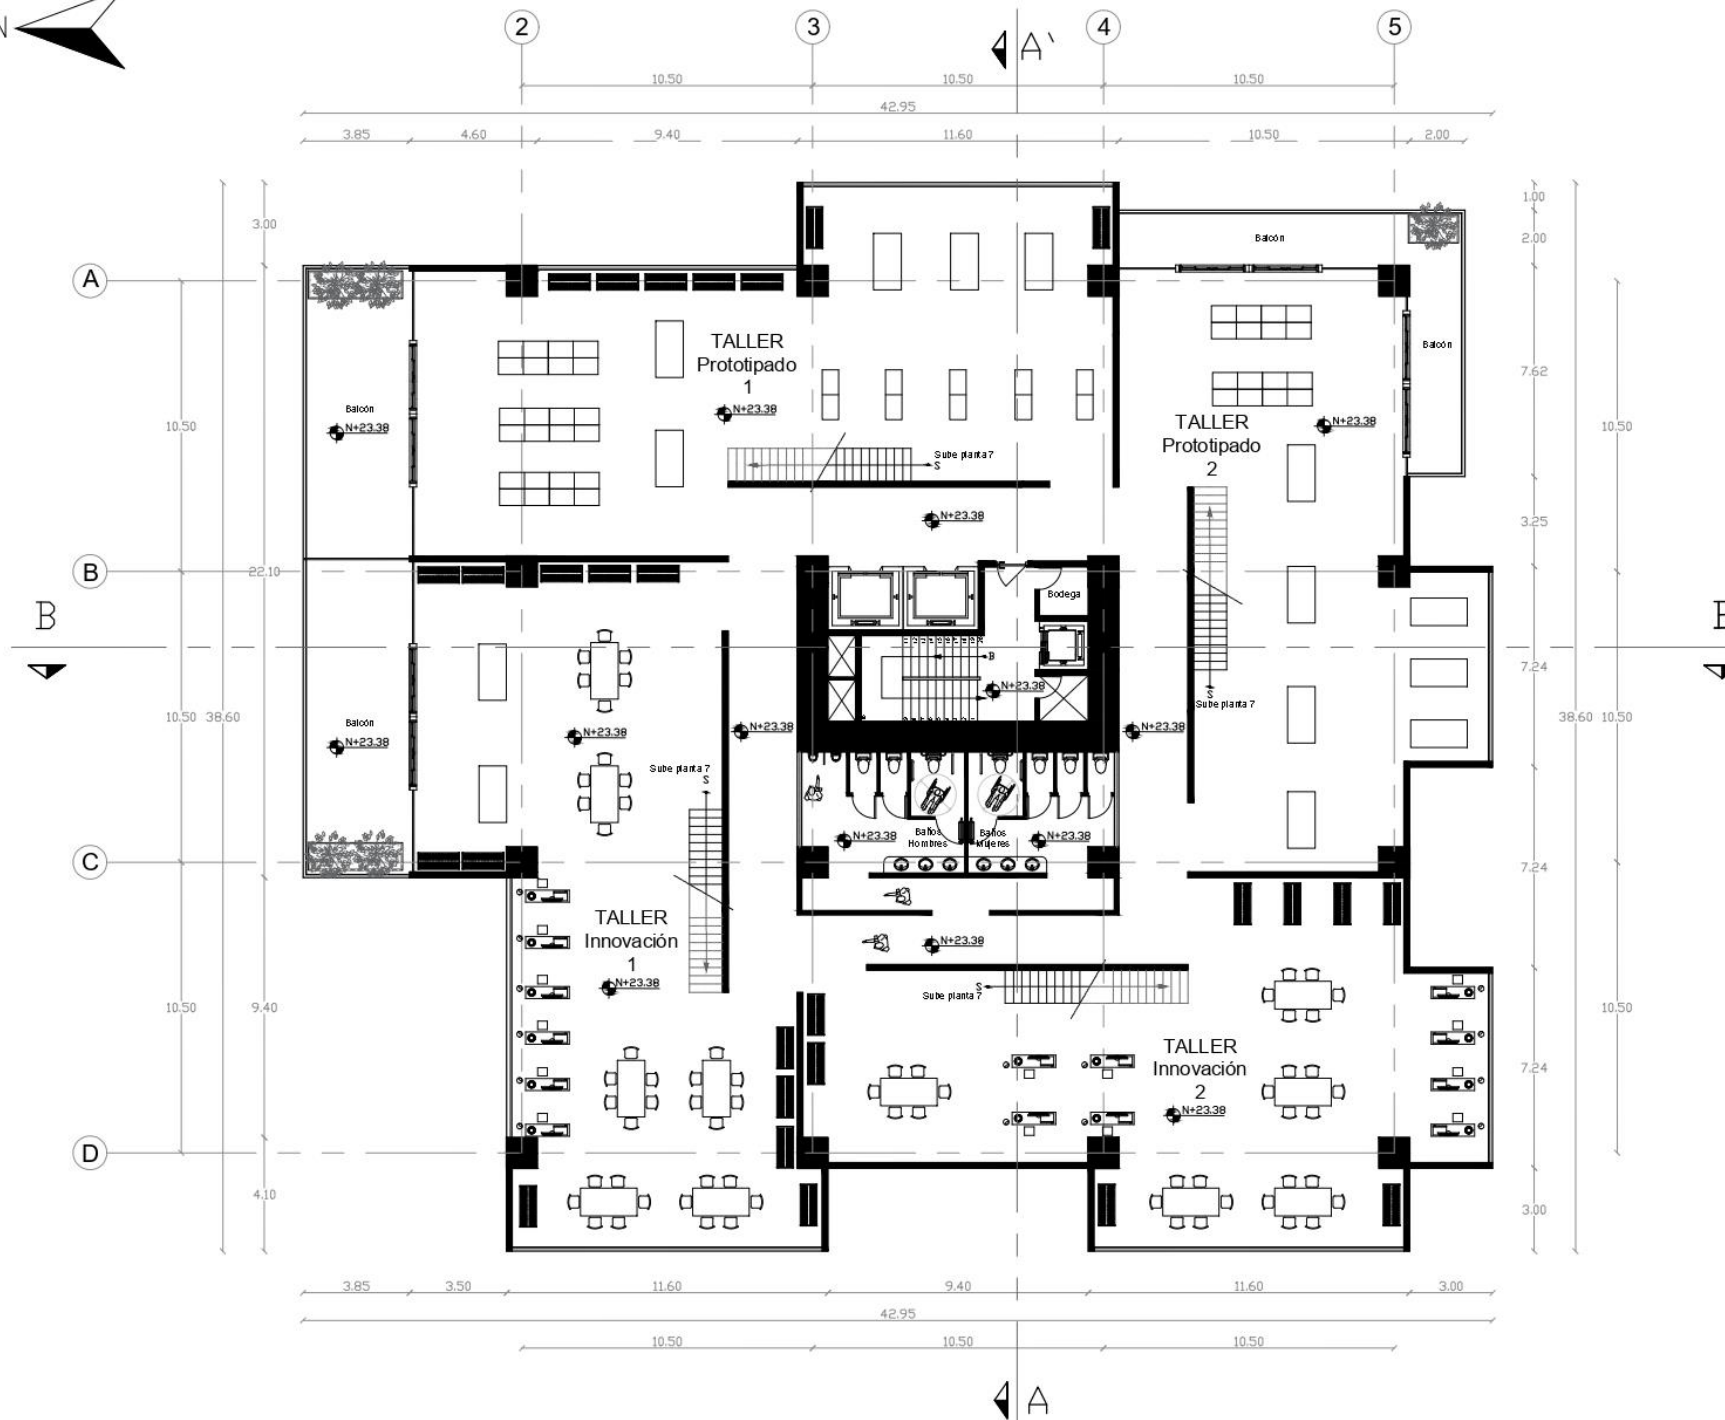 N
2
3
4
5
A'
10.50
10.50
10.50
42.95
3.85
4.60
9.40
11.60
10.50
2.00
3.00
1.00
2.00
Balcón
A
TALLER
Prototipado
1
N+23.38
Balcón
N+23.38
Balcón
7.62
TALLER
Prototipado
2
N+23.38
10.50
10.50
Sube planta 7
S
N+23.38
3.25
B
22.10
Bodega
B
B
N+23.38
7.24
S
Sube planta 7
10.50
38.60
Balcón
N+23.38
N+23.38
N+23.38
N+23.38
38.60
10.50
Sube planta 7
S
N+23.38
Baños
Hombres
Baños
Mujeres
N+23.38
C
7.24
TALLER
Innovación
1
N+23.38
N+23.38
S
Sube planta 7
10.50
9.40
10.50
TALLER
Innovación
2
N+23.38
7.24
D
4.10
3.00
3.85
3.50
11.60
9.40
11.60
3.00
42.95
10.50
10.50
10.50
A